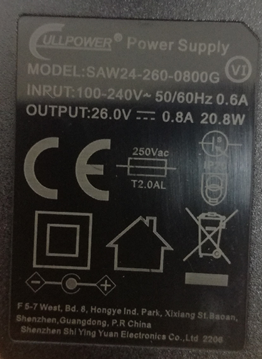 FULLPOWER® Power Supply
MODEL:SAW24-260-0800G
VI
INPUT:100-240V~ 50/60Hz 0.6A
OUTPUT:26.0V⎓0.8A 20.8W
CE
250Vac
T2.0AL
F 5-7 West, Bd. 8, Hongye Ind. Park, Xixiang St.Baoan,
Shenzhen,Guangdong, P.R China
Shenzhen Shi Ying Yuan Electronics Co.,Ltd 2206